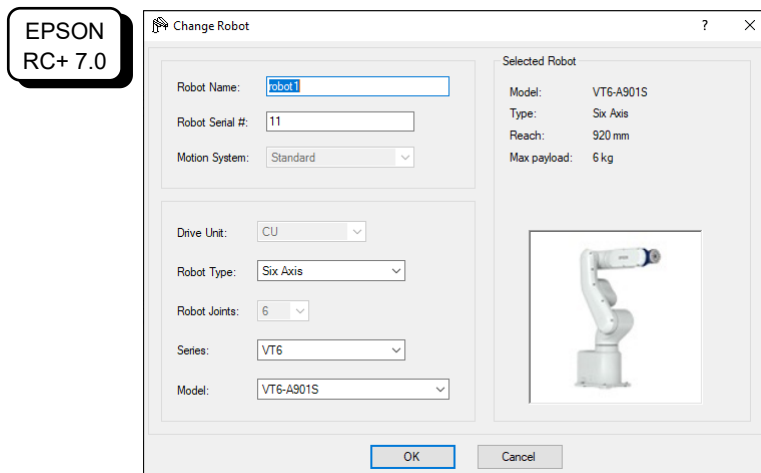 EPSON
RC+ 7.0
Change Robot
Robot Name: robot1
Robot Serial #: 11
Motion System: Standard
Drive Unit: CU
Robot Type: Six Axis
Robot Joints: 6
Series: VT6
Model: VT6-A901S
Selected Robot
Model: VT6-A901S
Type: Six Axis
Reach: 920 mm
Max payload: 6 kg
OK
Cancel